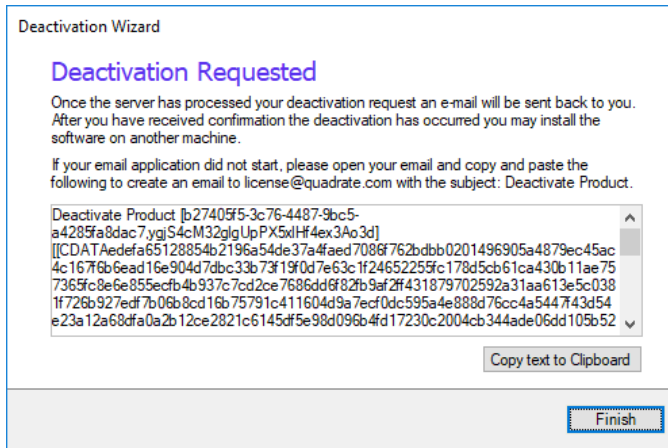 Deactivation Wizard
Deactivation Requested
Once the server has processed your deactivation request an e-mail will be sent back to you.
After you have received confirmation the deactivation has occurred you may install the
software on another machine.
If your email application did not start, please open your email and copy and paste the
following to create an email to license@quadrate.com with the subject: Deactivate Product.
Deactivate Product [b27405f5-3c76-4487-9bc5-
a4285fa8dac7,ygjS4cM32glgUpPX5xlHf4ex3Ao3d]
[[CDATAedefa65128854b2196a54de37a4faed7086f762bdbb0201496905a4879ec45ac
4c167f6b6ead16e904d7dbc33b73f19f0d7e63c1f24652255fc178d5cb61ca430b11ae75
7365fc8e6e855ecfb4b937c7cd2ce7686dd6f82fb9af2ff431879702592a31aa613e5c038
1f726b927edf7b06b8cd16b75791c411604d9a7ecf0dc595a4e888d76cc4a5447f43d54
e23a12a68dfa0a2b12ce2821c6145df5e98d096b4fd17230c2004cb344ade06dd105b52
Copy text to Clipboard
Finish